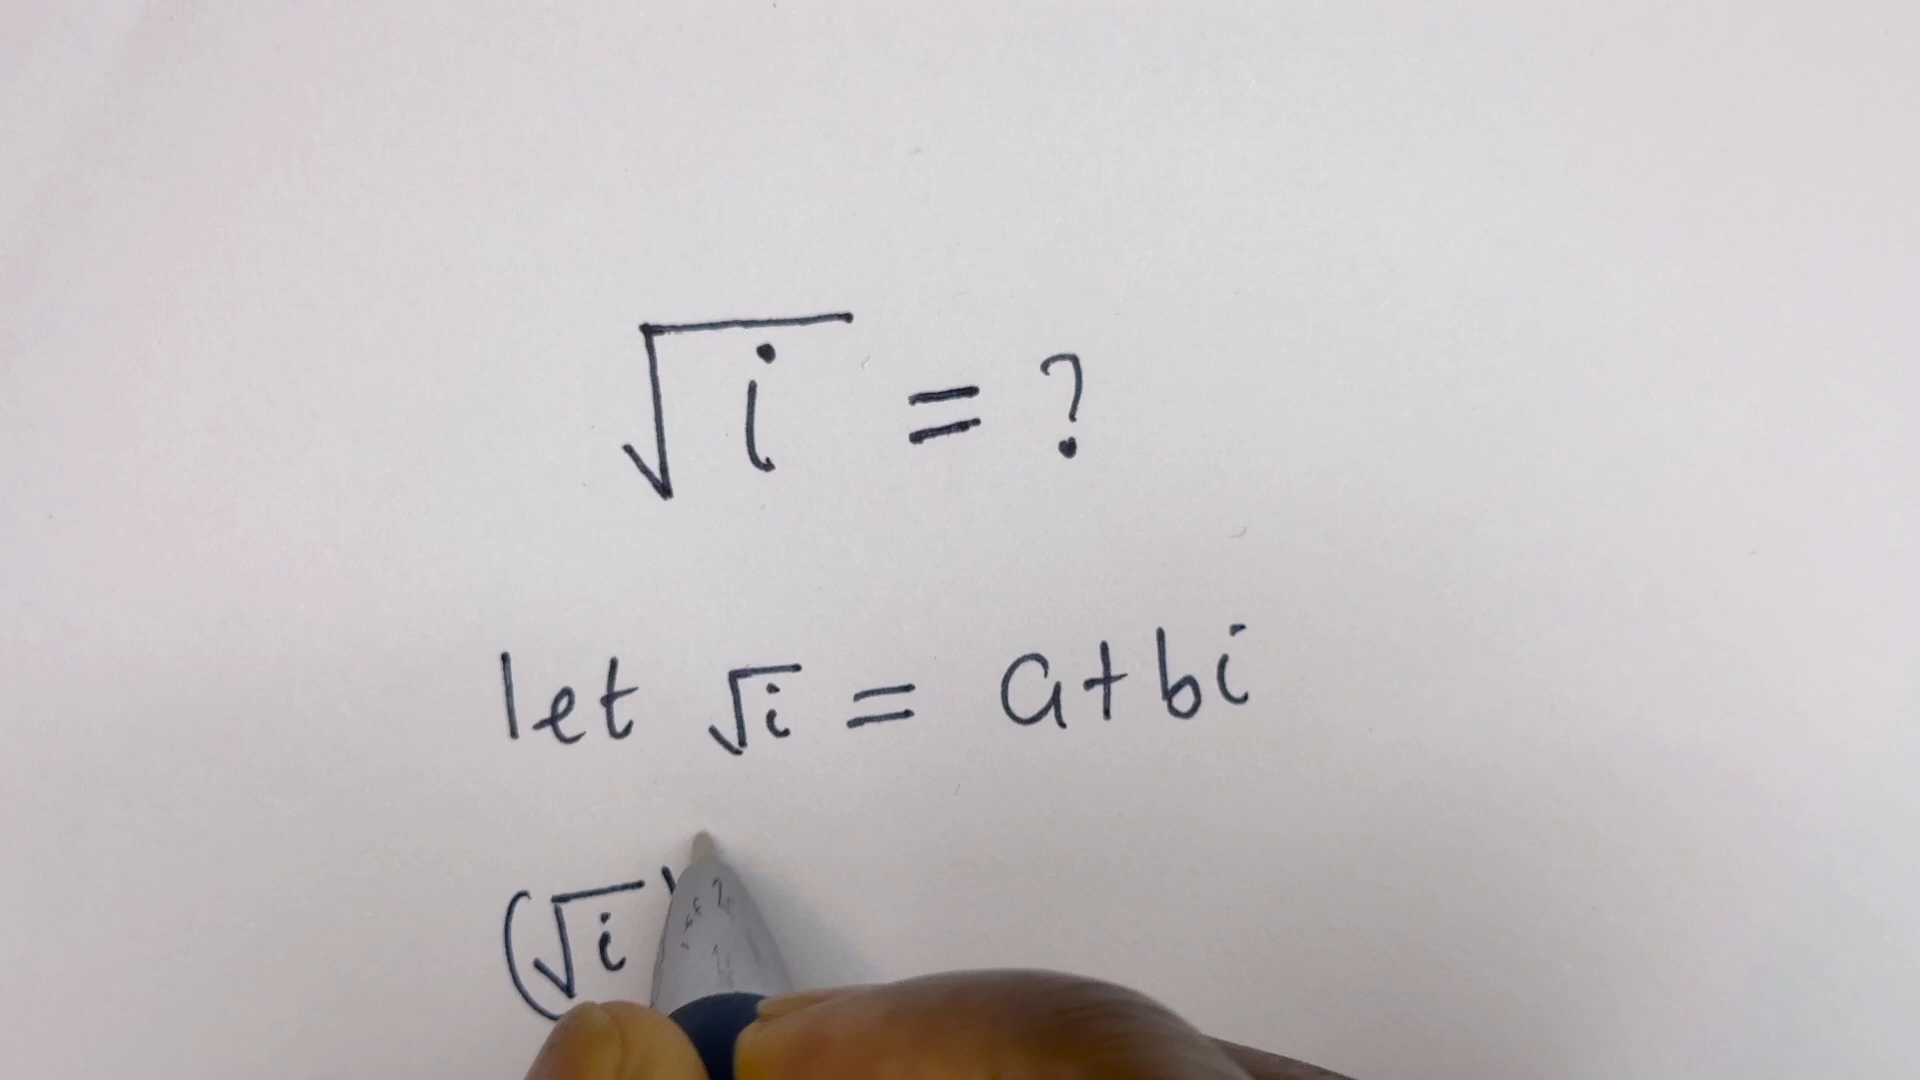 √i = ?
let √i = a+bi
(√i)